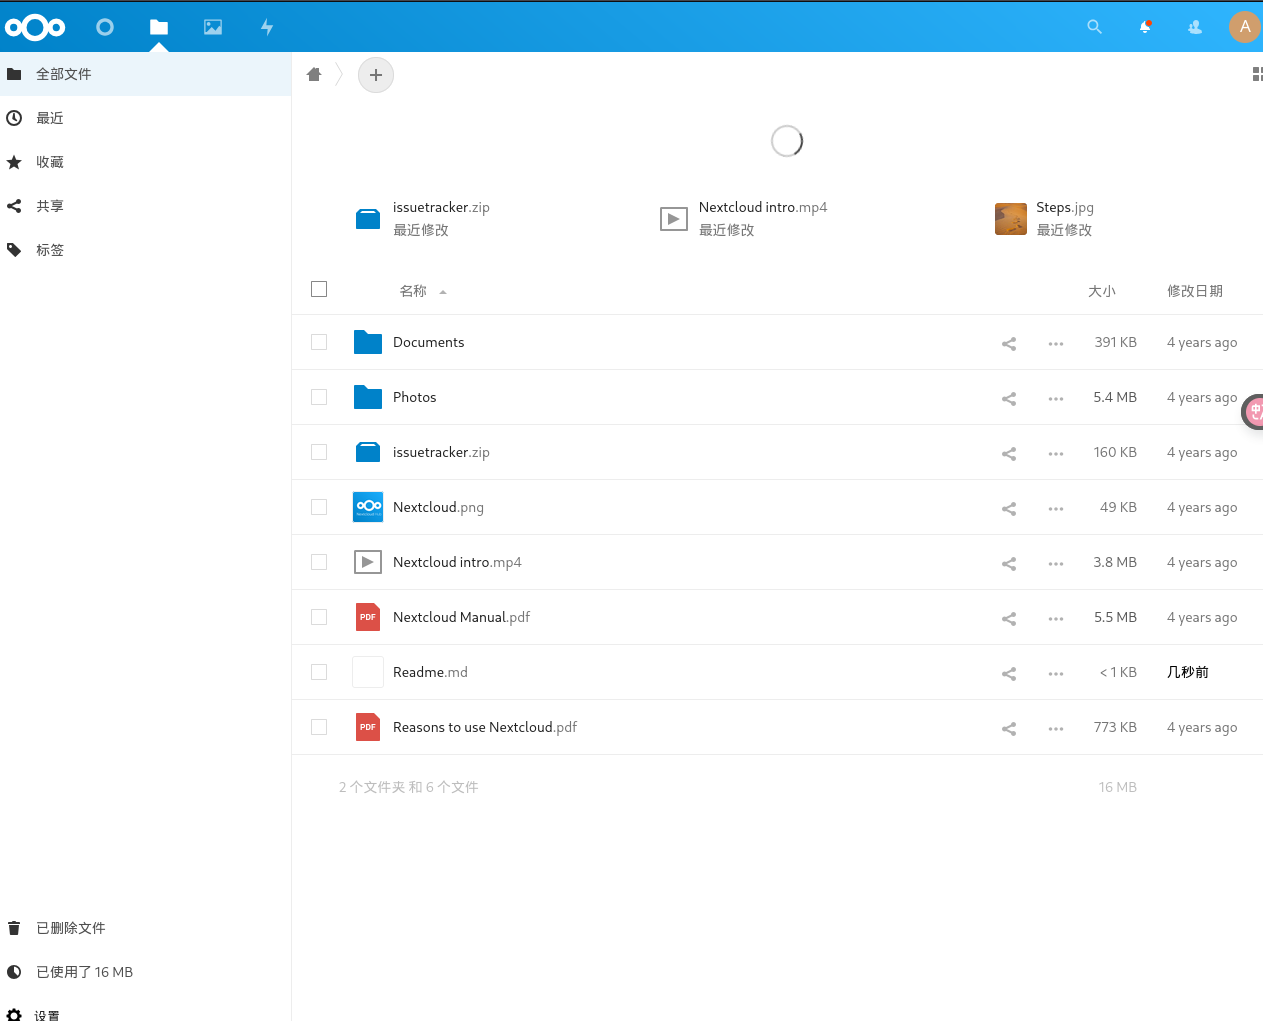 A
全部文件
最近
收藏
共享
标签
issuetracker.zip
最近修改
Nextcloud intro.mp4
最近修改
Steps.jpg
最近修改
名称 大小 修改日期
Documents 391 KB 4 years ago
Photos 5.4 MB 4 years ago
issuetracker.zip 160 KB 4 years ago
Nextcloud.png 49 KB 4 years ago
Nextcloud intro.mp4 3.8 MB 4 years ago
PDF Nextcloud Manual.pdf 5.5 MB 4 years ago
Readme.md < 1 KB 几秒前
PDF Reasons to use Nextcloud.pdf 773 KB 4 years ago
2 个文件夹 和 6 个文件 16 MB
已删除文件
已使用了 16 MB
设置